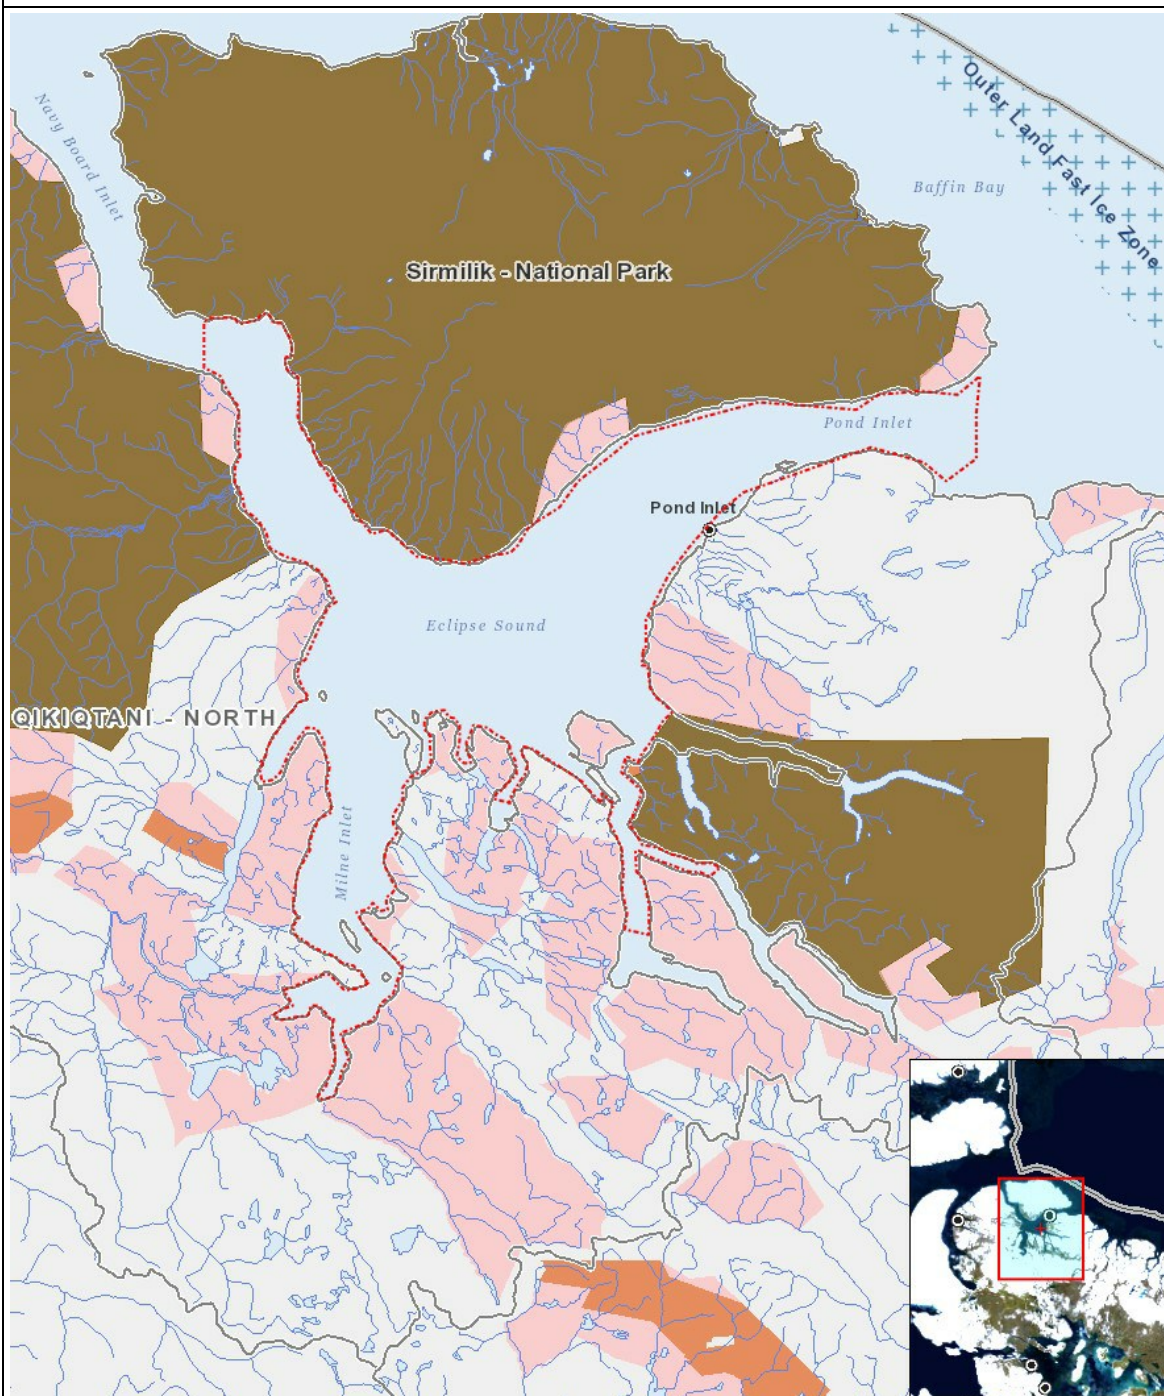 Navy Board Inlet
Outer Land Fast Ice Zone
Baffin Bay
Sirmilik - National Park
Pond Inlet
Pond Inlet
Eclipse Sound
QIKIQTANI - NORTH
Milne Inlet